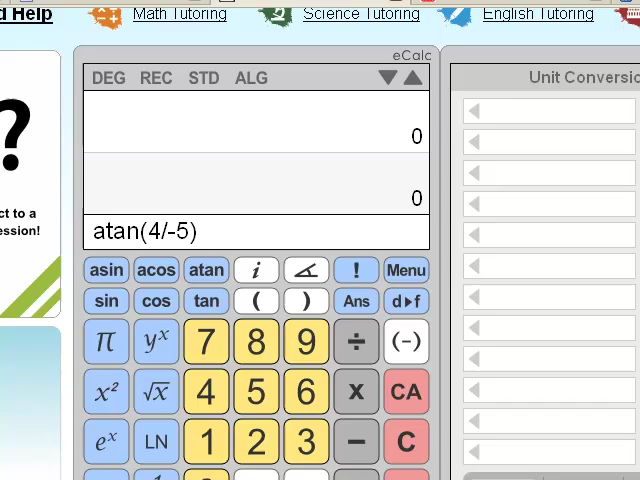 Help
Math Tutoring
Science Tutoring
English Tutoring
eCalc
DEG REC STD ALG
Unit Conversio
?
0
ct to a
0
ession!
atan(4/-5)
asin acos atan i ∠ ! Menu
sin cos tan ( ) Ans d▸f
π yˣ 7 8 9 ÷ (-)
x² √x 4 5 6 x CA
eˣ LN 1 2 3 − C